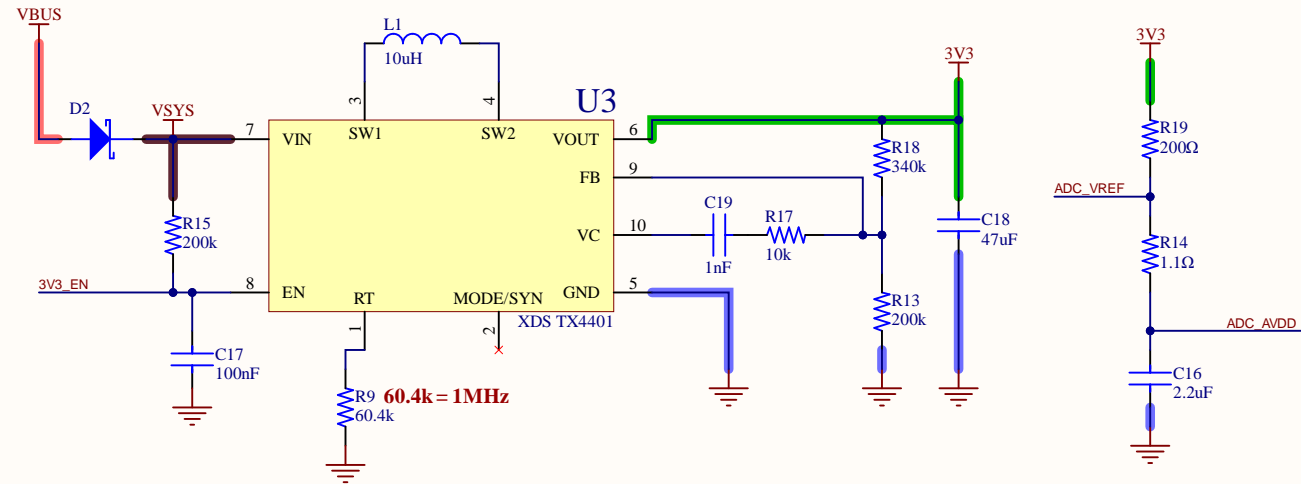 VBUS
L1
10uH
3V3
3V3
D2
VSYS
3
4
U3
7
VIN
SW1
SW2
VOUT
6
R18
340k
R19
200Ω
FB
9
ADC_VREF
R15
200k
C19
1nF
R17
10k
VC
10
C18
47uF
R14
1.1Ω
3V3_EN
8
EN
RT
MODE/SYN
GND
5
R13
200k
XDS TX4401
1
2
ADC_AVDD
C17
100nF
C16
2.2uF
R9
60.4k
60.4k = 1MHz